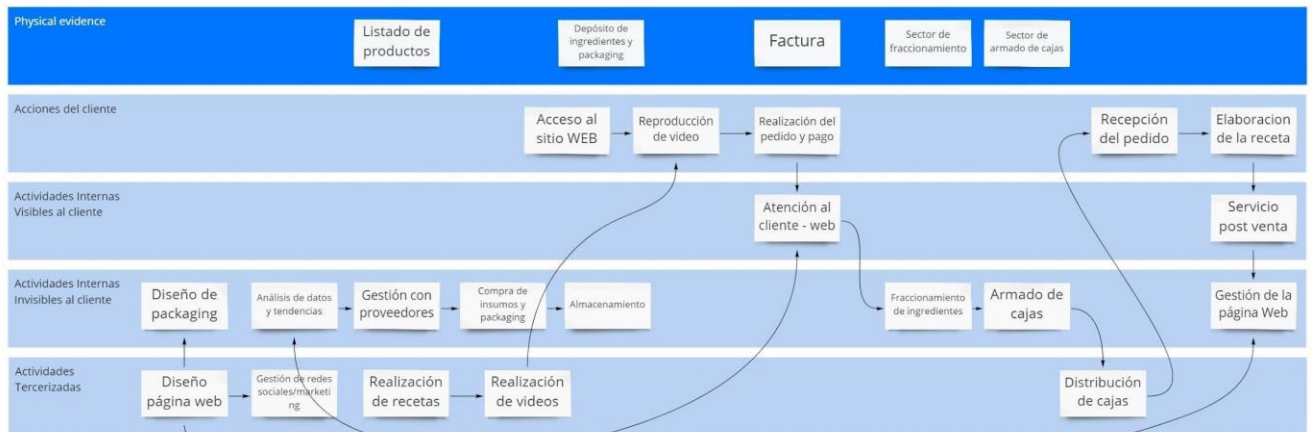 Physical evidence
Listado de
productos
Depósito de
ingredientes y
packaging
Factura
Sector de
fraccionamiento
Sector de
armado de cajas
Acciones del cliente
Acceso al
sitio WEB
Reproducción
de video
Realización del
pedido y pago
Recepción
del pedido
Elaboracion
de la receta
Actividades Internas
Visibles al cliente
Atención al
cliente - web
Servicio
post venta
Actividades Internas
Invisibles al cliente
Diseño de
packaging
Análisis de datos
y tendencias
Gestión con
proveedores
Compra de
insumos y
packaging
Almacenamiento
Fraccionamiento
de ingredientes
Armado de
cajas
Gestión de la
página Web
Actividades
Tercerizadas
Diseño
página web
Gestión de redes
sociales/marketi
ng
Realización
de recetas
Realización
de videos
Distribución
de cajas